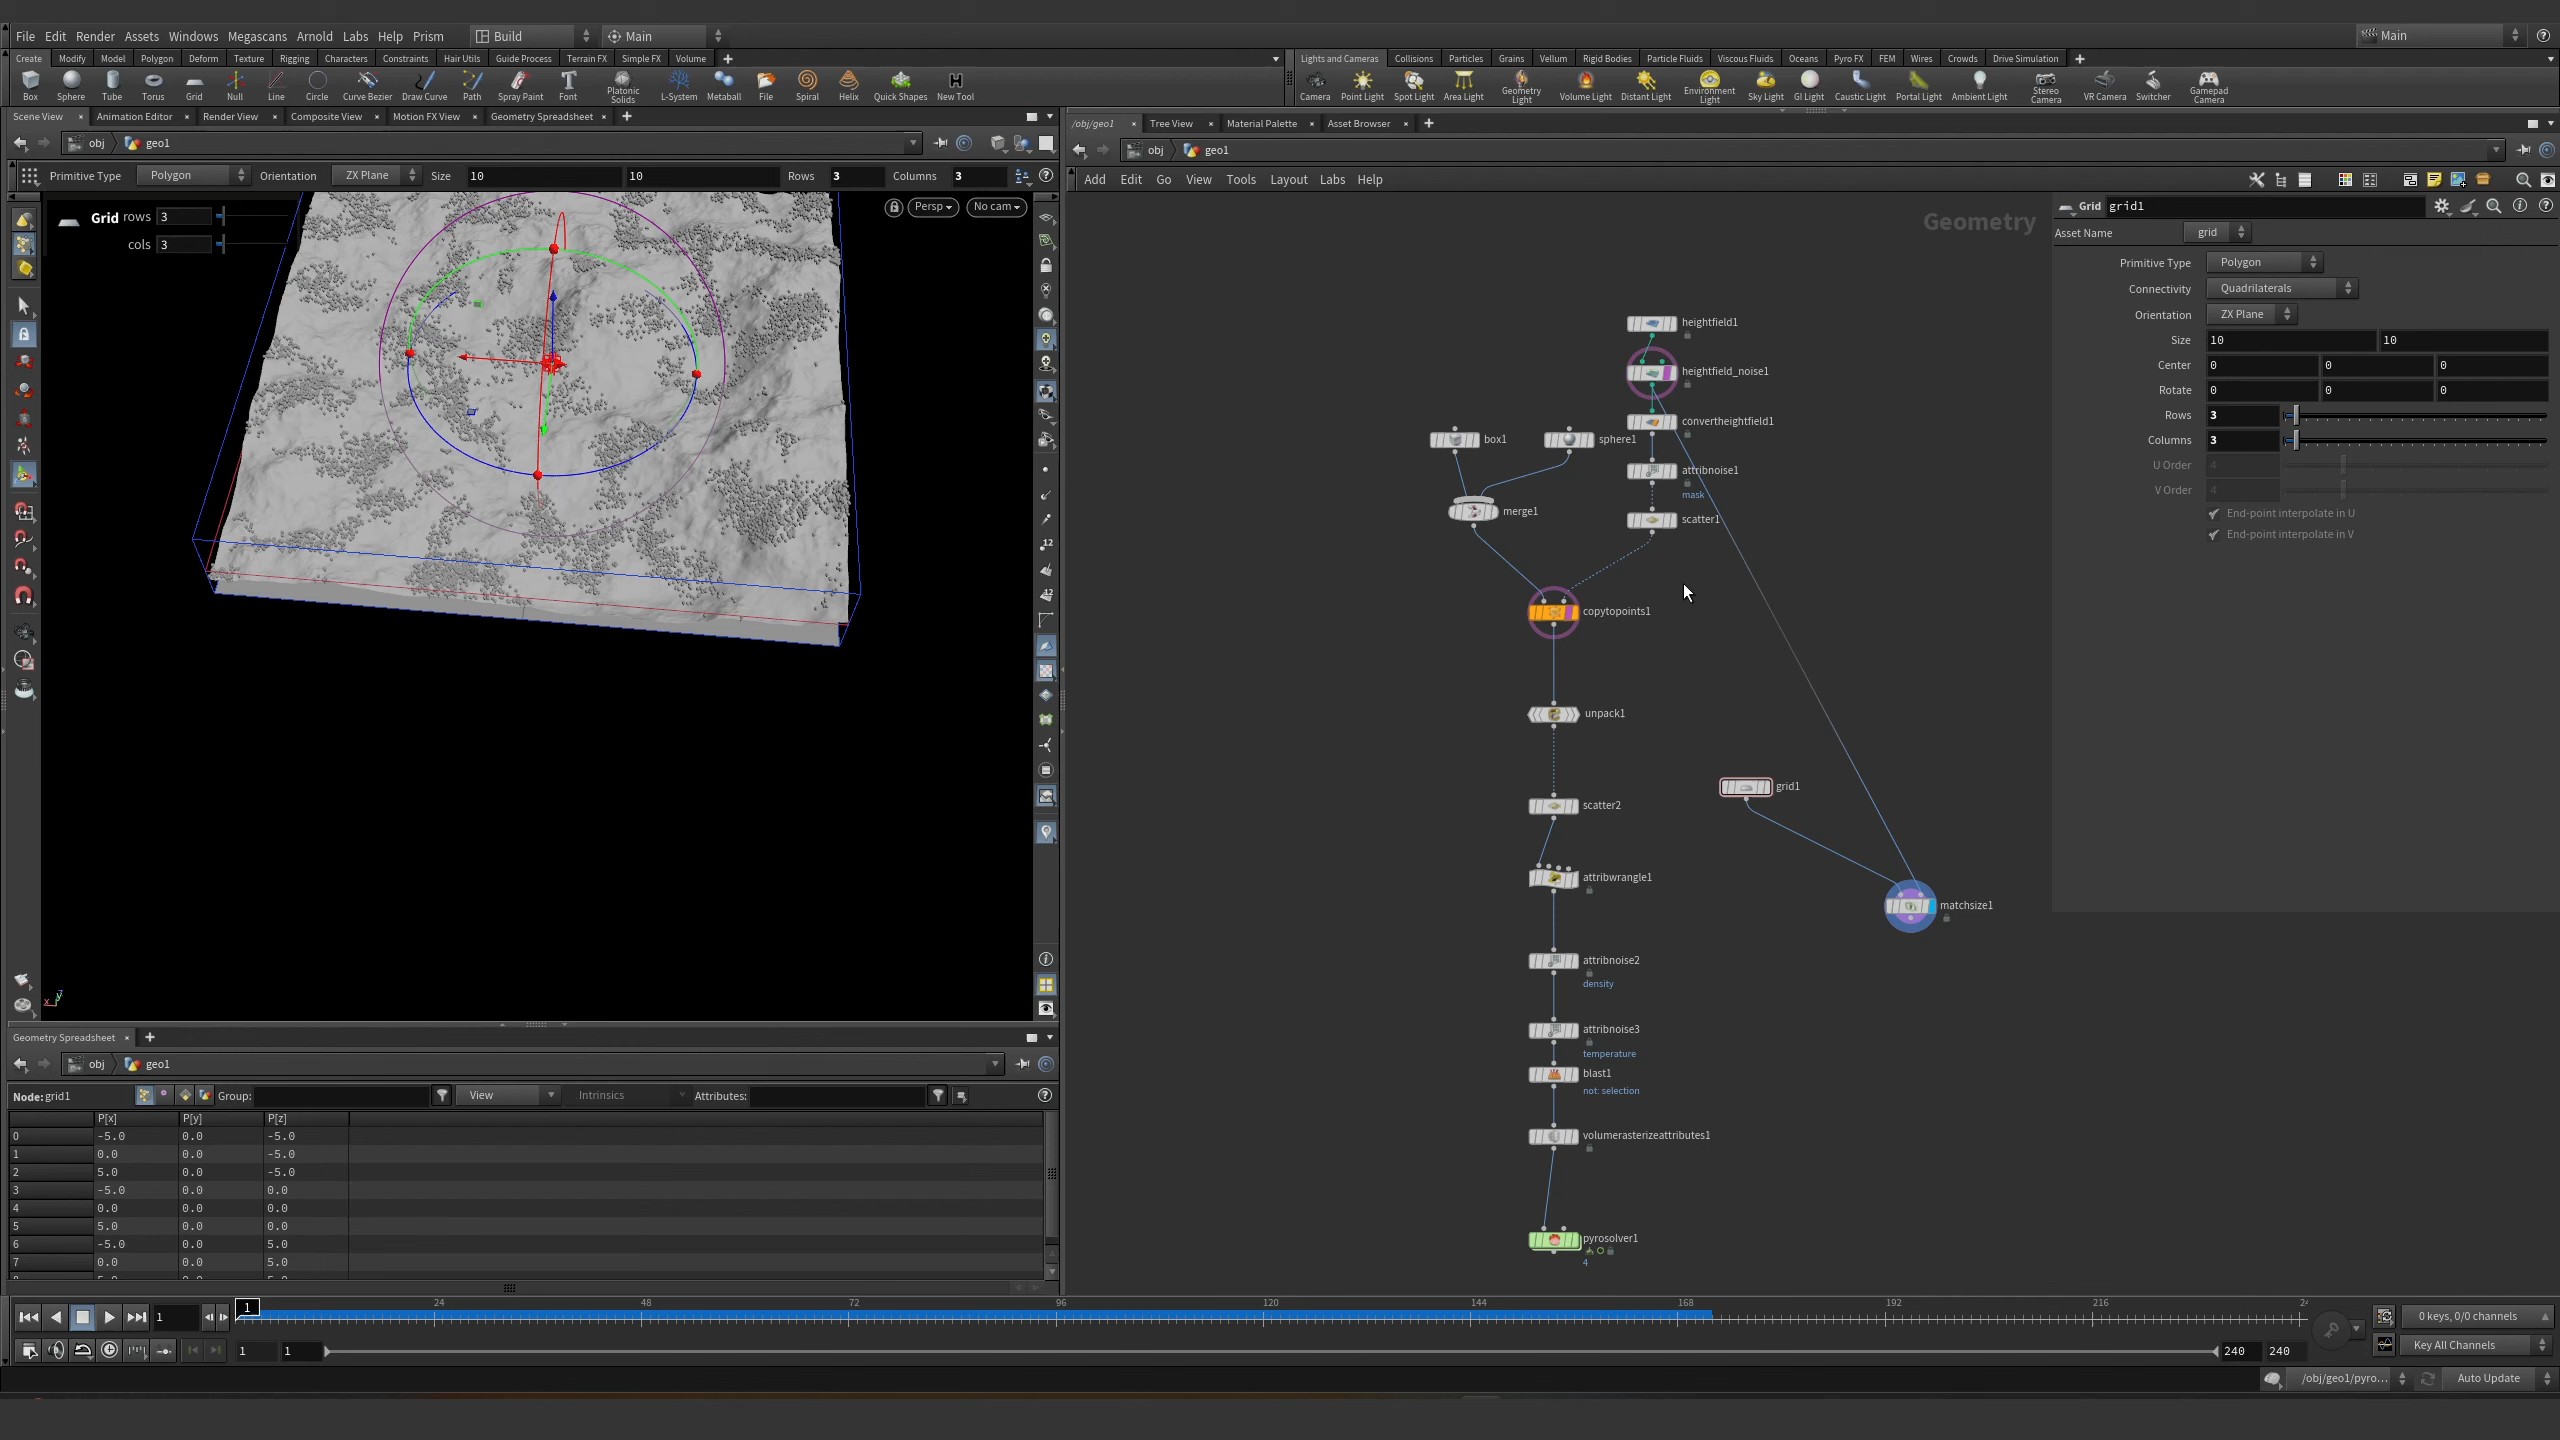 File Edit Render Assets Windows Megascans Arnold Labs Help Prism Build Main Main
Create Modify Model Polygon Deform Texture Rigging Characters Constraints Hair Utils Guide Process Terrain FX Simple FX Volume
Lights and Cameras Collisions Particles Grains Vellum Rigid Bodies Particle Fluids Viscous Fluids Oceans Pyro FX FEM Wires Crowds Drive Simulation
Box Sphere Tube Torus Grid Null Line Circle Curve Bezier Draw Curve Path Spray Paint Font Platonic Solids L-System Metaball File Spiral Helix Quick Shapes New Tool
Camera Point Light Spot Light Area Light Geometry Light Volume Light Distant Light Environment Light Sky Light GI Light Caustic Light Portal Light Ambient Light Stereo Camera VR Camera Switcher Gamepad Camera
Scene View Animation Editor Render View Composite View Motion FX View Geometry Spreadsheet
/obj/geo1 Tree View Material Palette Asset Browser
obj geo1
obj geo1
Primitive Type Polygon Orientation ZX Plane Size 10 10 Rows 3 Columns 3
Add Edit Go View Tools Layout Labs Help
Grid rows 3
cols 3
Persp No cam
Geometry
Grid grid1
Asset Name grid
Primitive Type Polygon
Connectivity Quadrilaterals
Orientation ZX Plane
Size 10 10
Center 0 0 0
Rotate 0 0 0
Rows 3
Columns 3
U Order 4
V Order 4
End-point interpolate in U
End-point interpolate in V
heightfield1
heightfield_noise1
convertheightfield1
box1
sphere1
attribnoise1
mask
merge1
scatter1
copytopoints1
unpack1
grid1
scatter2
attribwrangle1
matchsize1
attribnoise2
density
attribnoise3
temperature
blast1
not: selection
volumerasterizeattributes1
pyrosolver1
4
12
12
x y
Geometry Spreadsheet
obj geo1
Node: grid1 Group: View Intrinsics Attributes:
P[x] P[y] P[z]
0 -5.0 0.0 -5.0
1 0.0 0.0 -5.0
2 5.0 0.0 -5.0
3 -5.0 0.0 0.0
4 0.0 0.0 0.0
5 5.0 0.0 0.0
6 -5.0 0.0 5.0
7 0.0 0.0 5.0
1 1 24 48 72 96 120 144 168 192 216
0 keys, 0/0 channels
1 1 240 240
Key All Channels
/obj/geo1/pyro... Auto Update